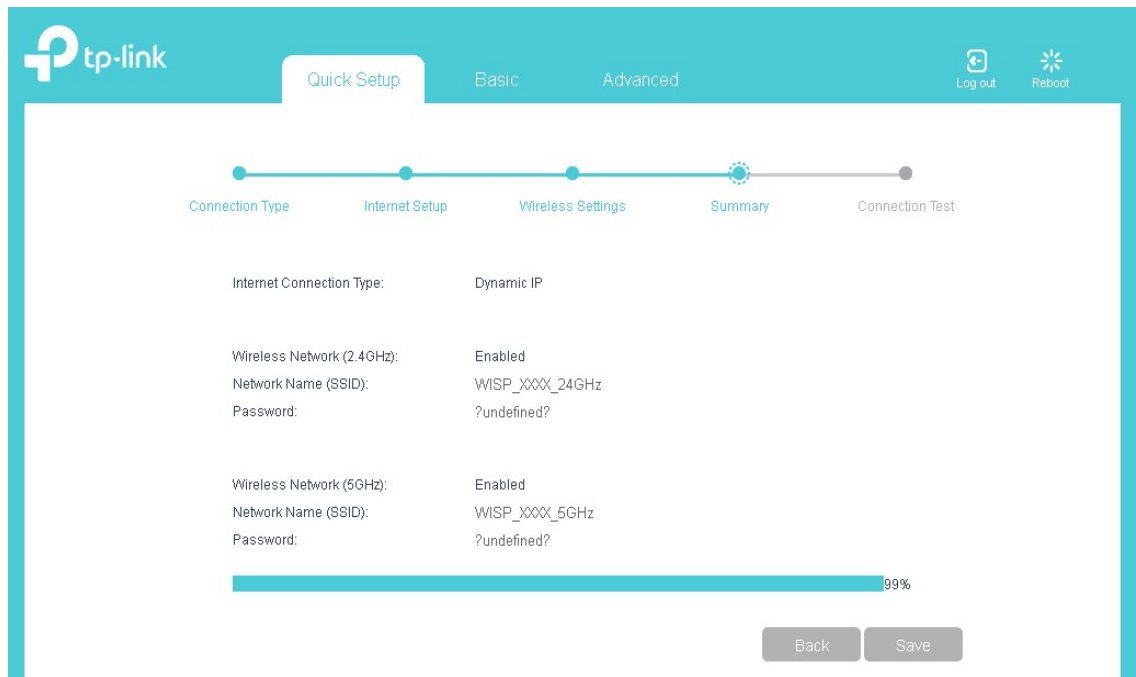 tp-link
Quick Setup Basic Advanced Log out Reboot
Connection Type Internet Setup Wireless Settings Summary Connection Test
Internet Connection Type: Dynamic IP
Wireless Network (2.4GHz): Enabled
Network Name (SSID): WISP_XXXX_24GHz
Password: ?undefined?
Wireless Network (5GHz): Enabled
Network Name (SSID): WISP_XXXX_5GHz
Password: ?undefined?
99%
Back Save